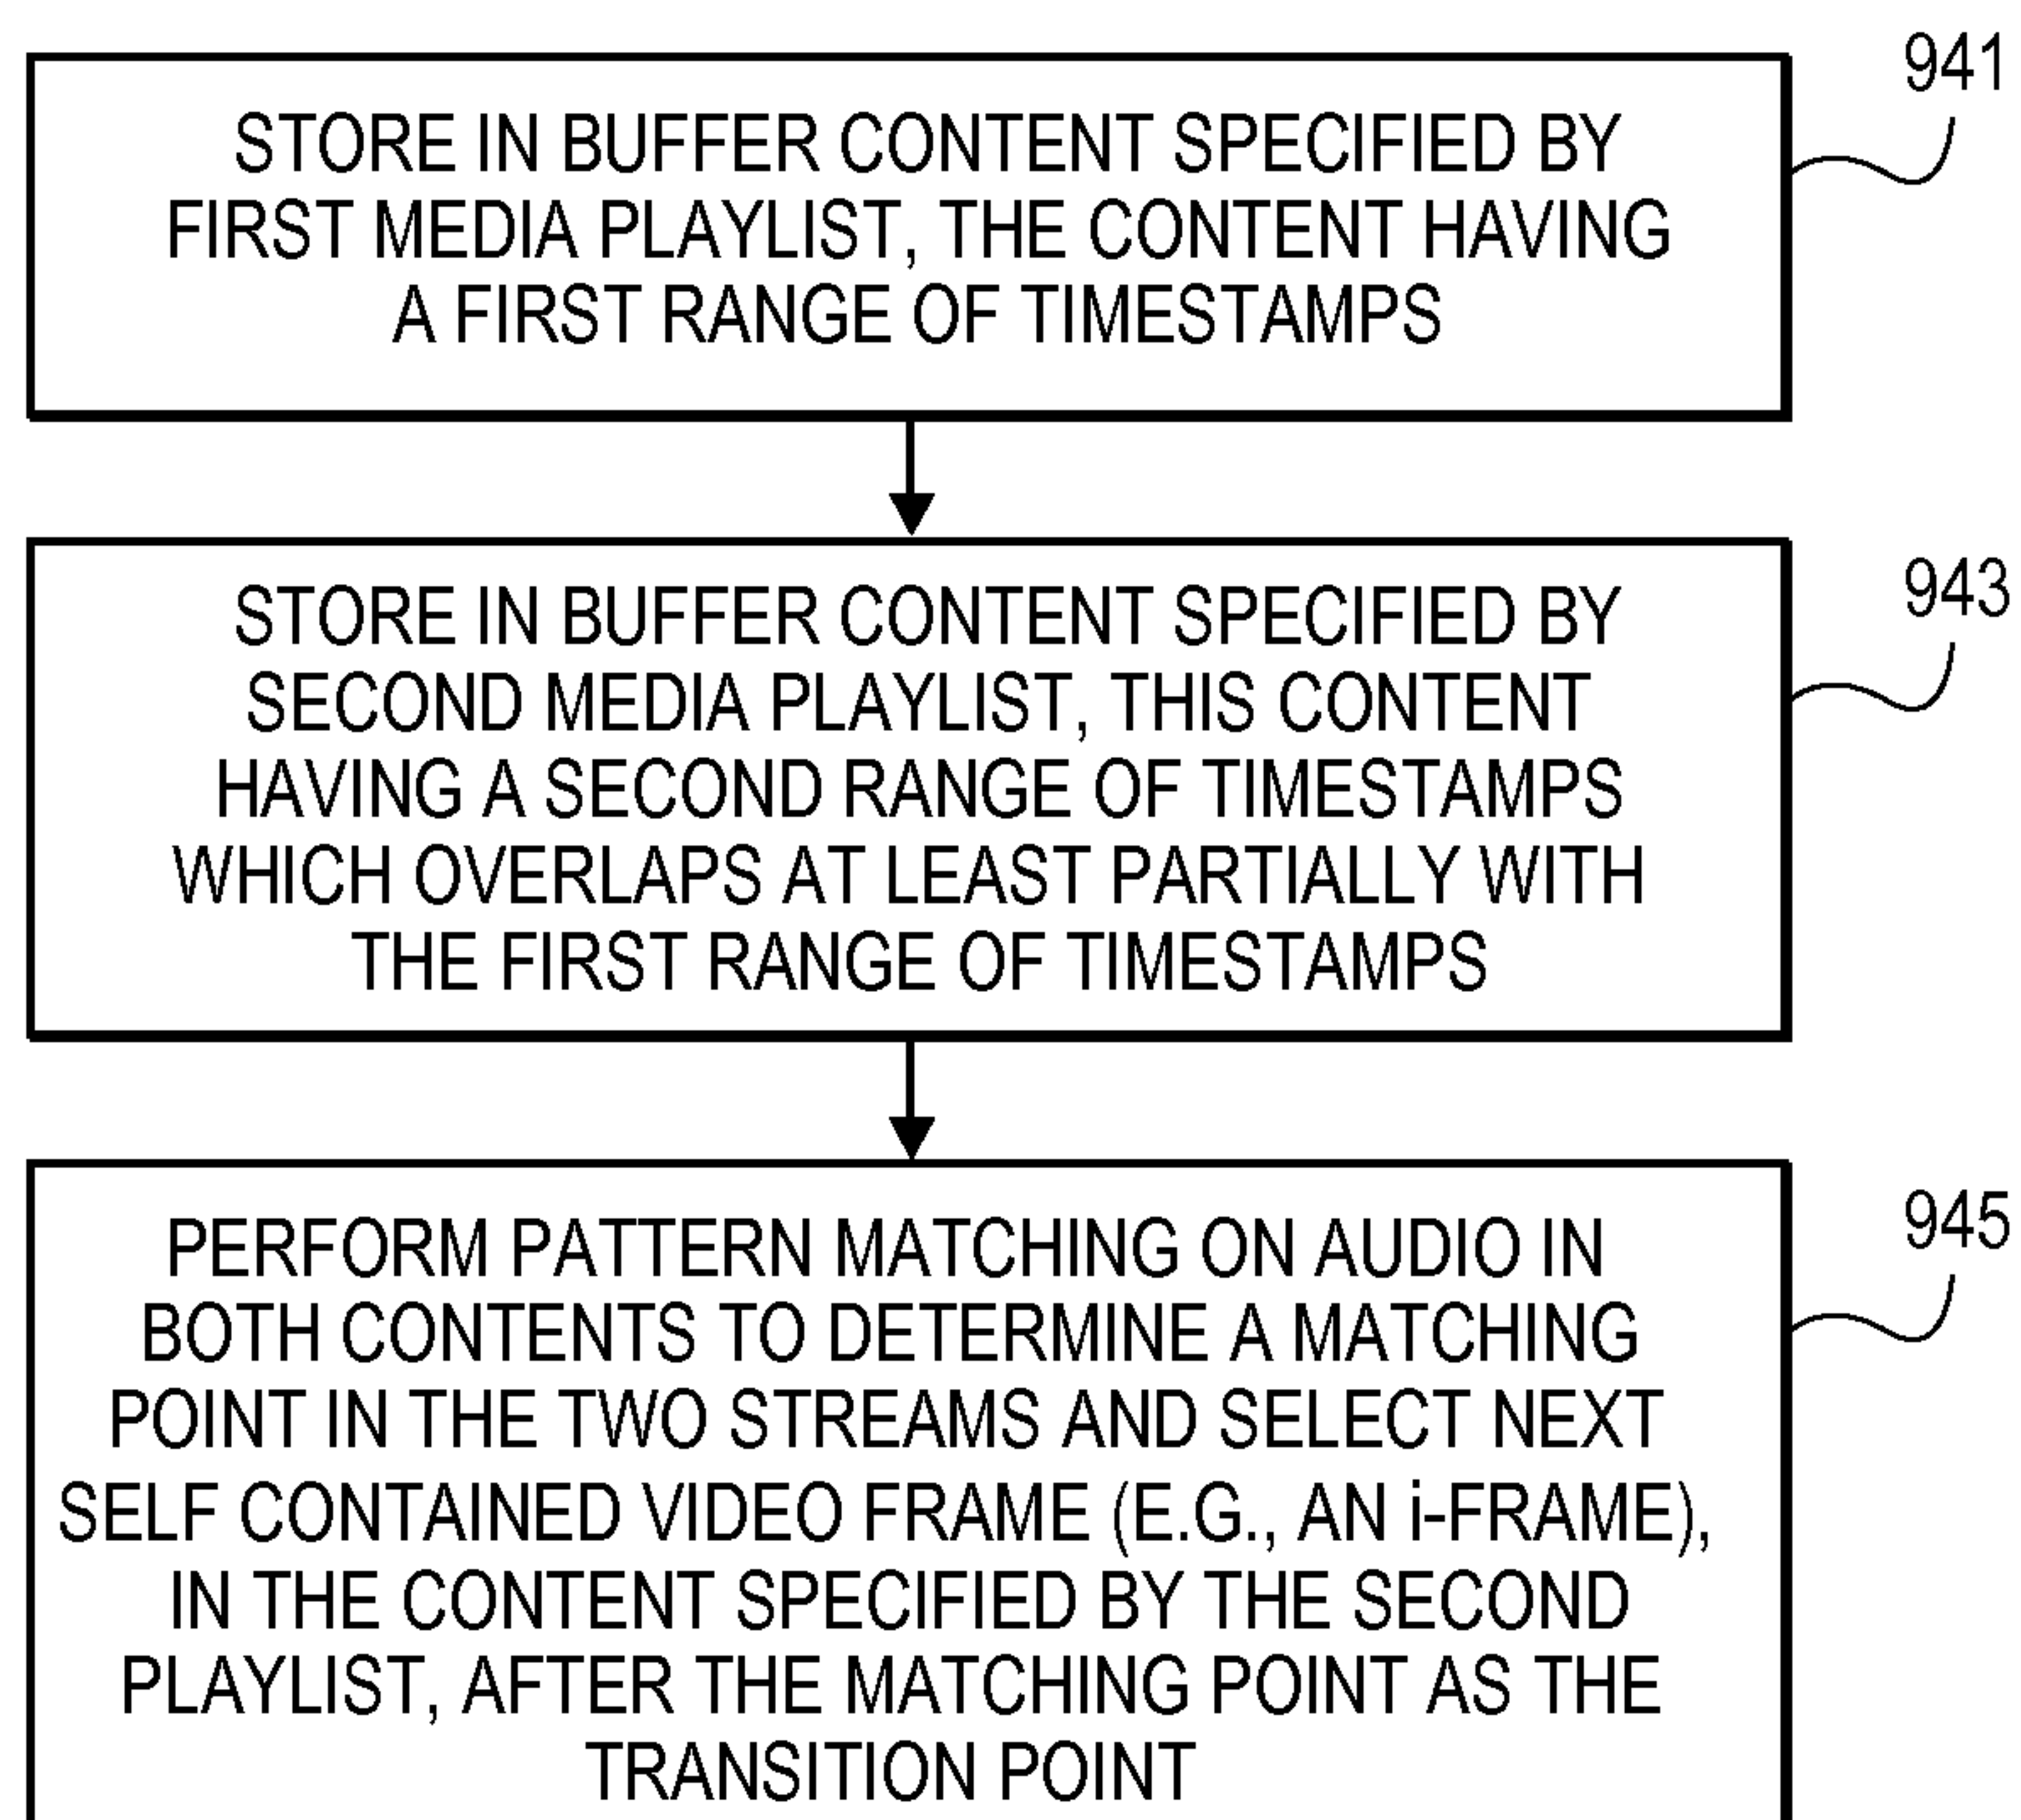 941
STORE IN BUFFER CONTENT SPECIFIED BY
FIRST MEDIA PLAYLIST, THE CONTENT HAVING
A FIRST RANGE OF TIMESTAMPS
943
STORE IN BUFFER CONTENT SPECIFIED BY
SECOND MEDIA PLAYLIST, THIS CONTENT
HAVING A SECOND RANGE OF TIMESTAMPS
WHICH OVERLAPS AT LEAST PARTIALLY WITH
THE FIRST RANGE OF TIMESTAMPS
945
PERFORM PATTERN MATCHING ON AUDIO IN
BOTH CONTENTS TO DETERMINE A MATCHING
POINT IN THE TWO STREAMS AND SELECT NEXT
SELF CONTAINED VIDEO FRAME (E.G., AN i-FRAME),
IN THE CONTENT SPECIFIED BY THE SECOND
PLAYLIST, AFTER THE MATCHING POINT AS THE
TRANSITION POINT